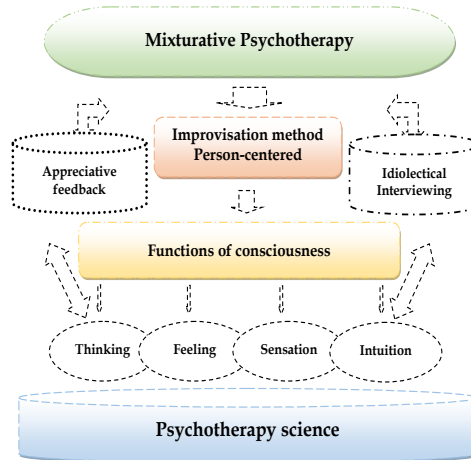 Mixturative Psychotherapy
Improvisation method
Person-centered
Appreciative
feedback
Idiolectical
Interviewing
Functions of consciousness
Thinking
Feeling
Sensation
Intuition
Psychotherapy science